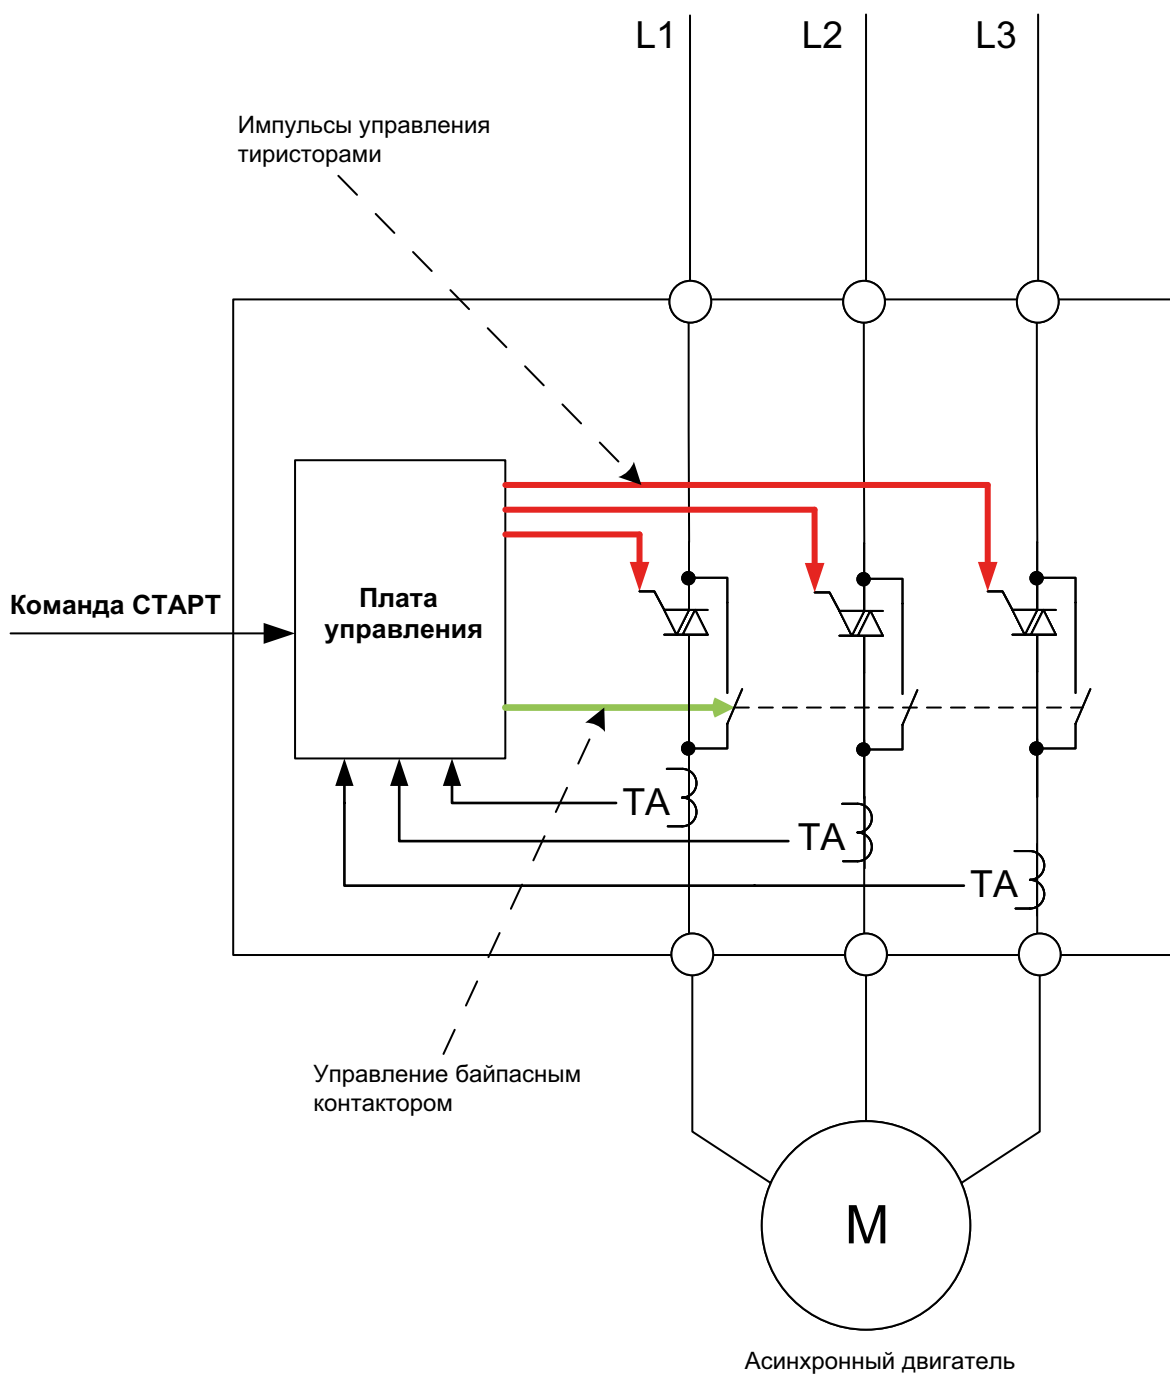 L1 L2 L3
Импульсы управления
тиристорами
Команда СТАРТ
Плата
управления
TA
TA
TA
Управление байпасным
контактором
M
Асинхронный двигатель